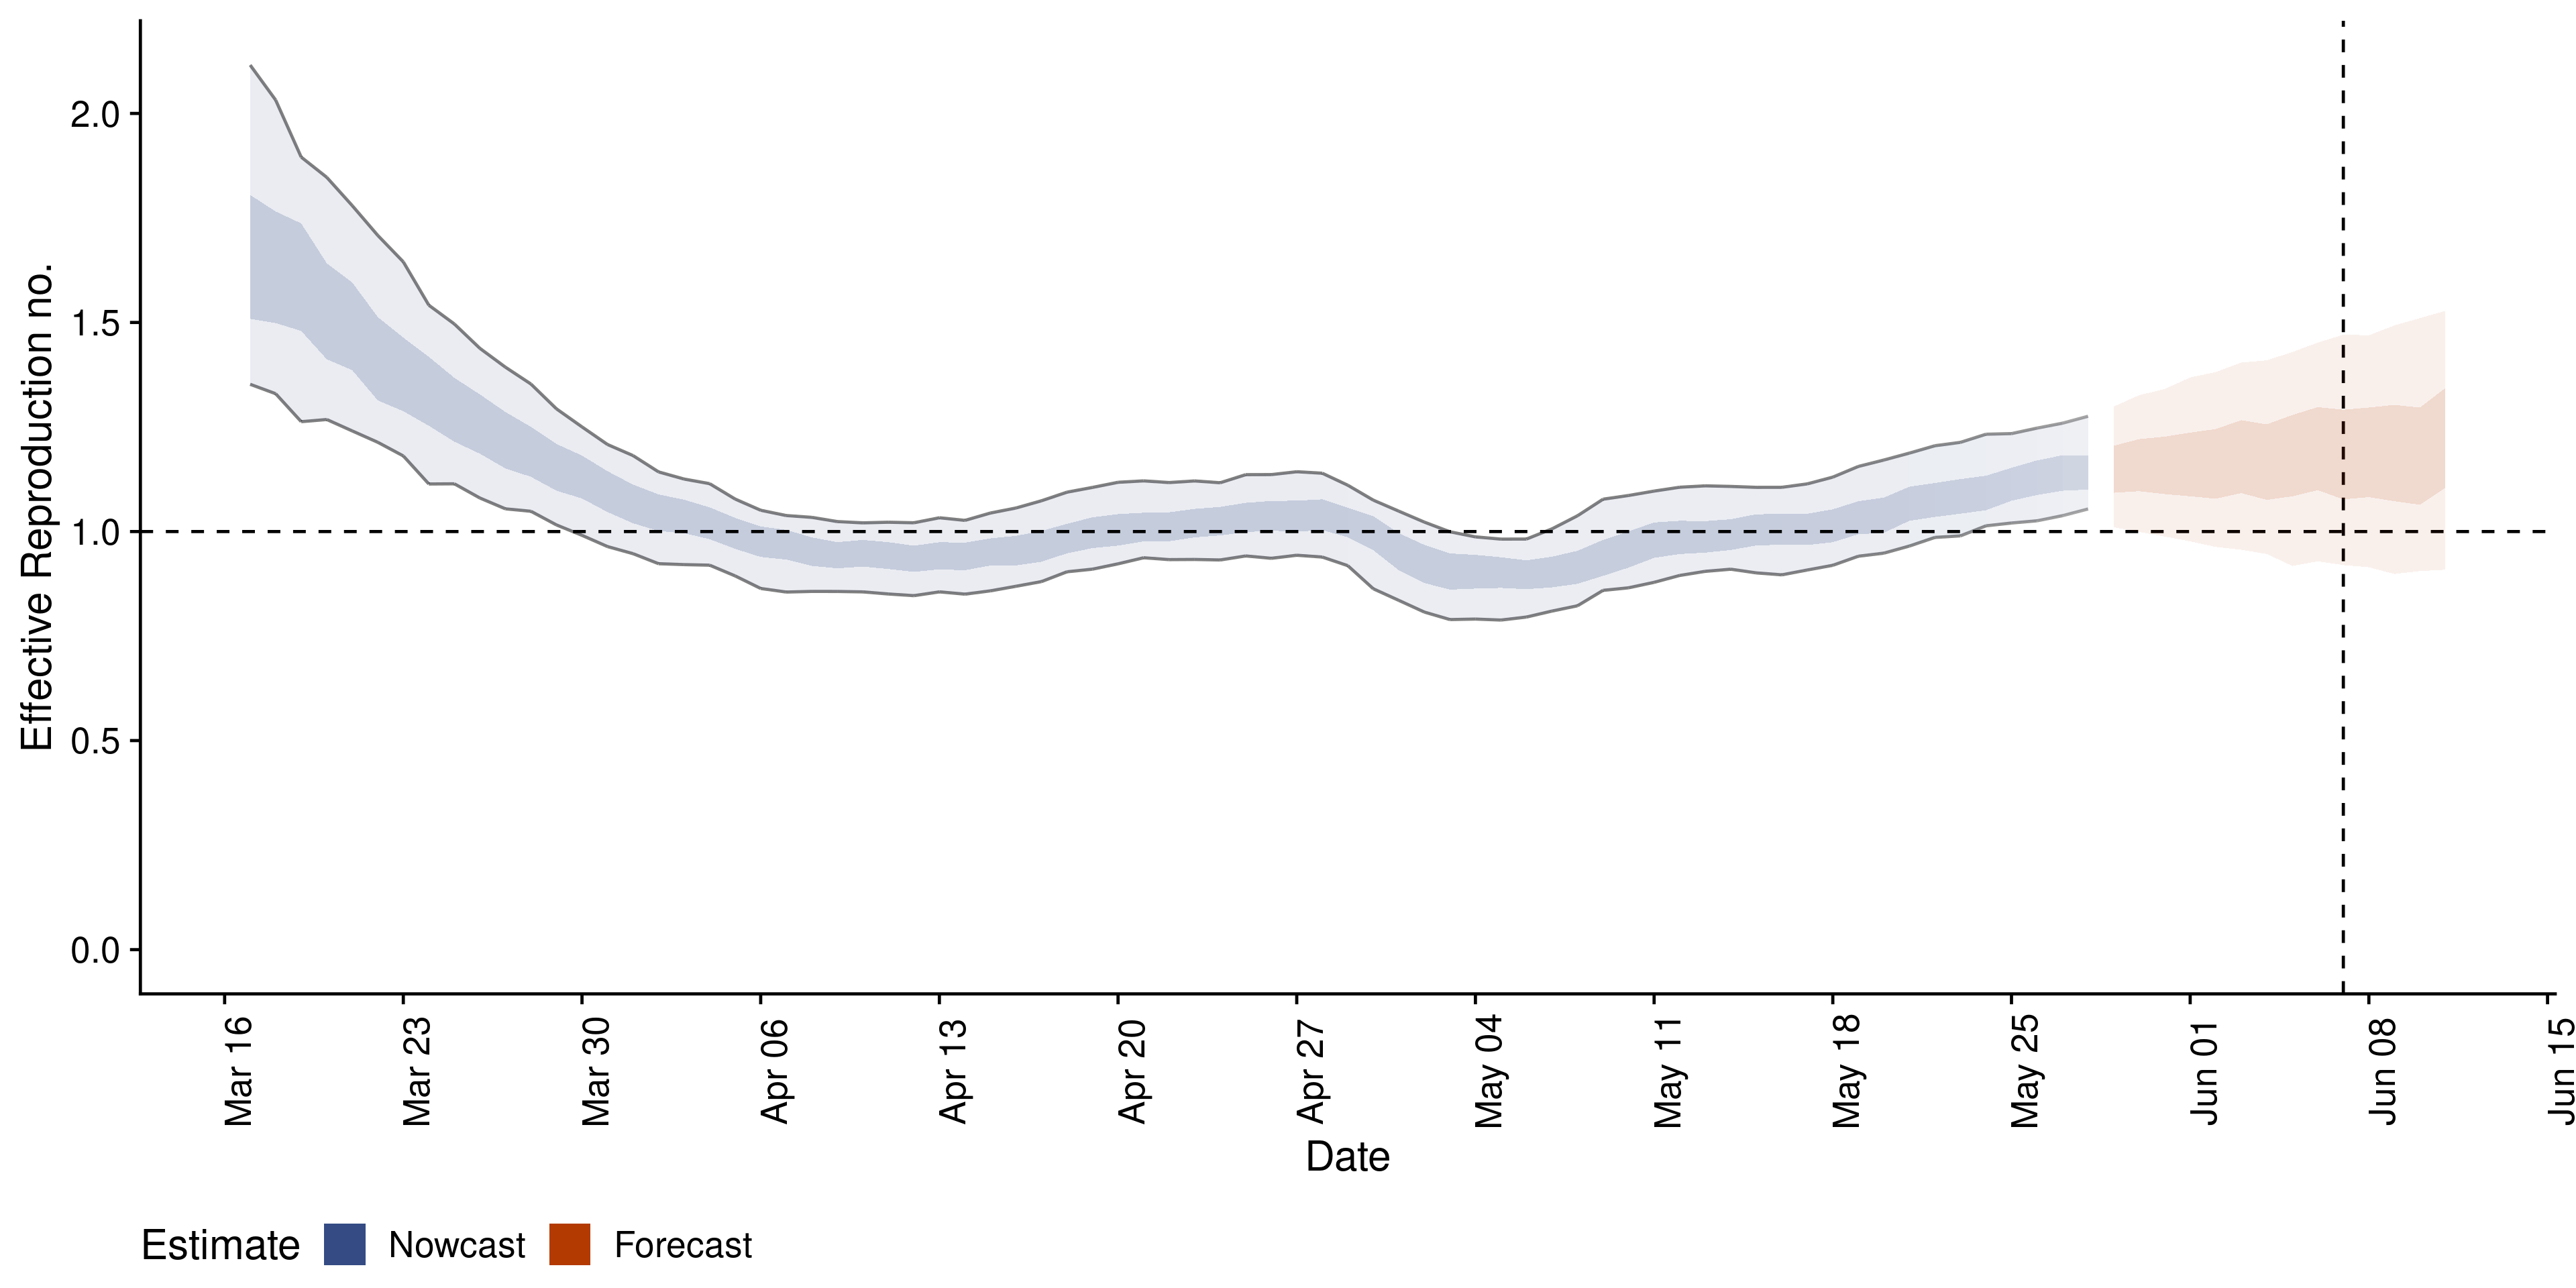 Effective Reproduction no.
2.0
1.5
1.0
0.5
0.0
Mar 16
Mar 23
Mar 30
Apr 06
Apr 13
Apr 20
Apr 27
May 04
May 11
May 18
May 25
Jun 01
Jun 08
Jun 15
Date
Estimate Nowcast Forecast